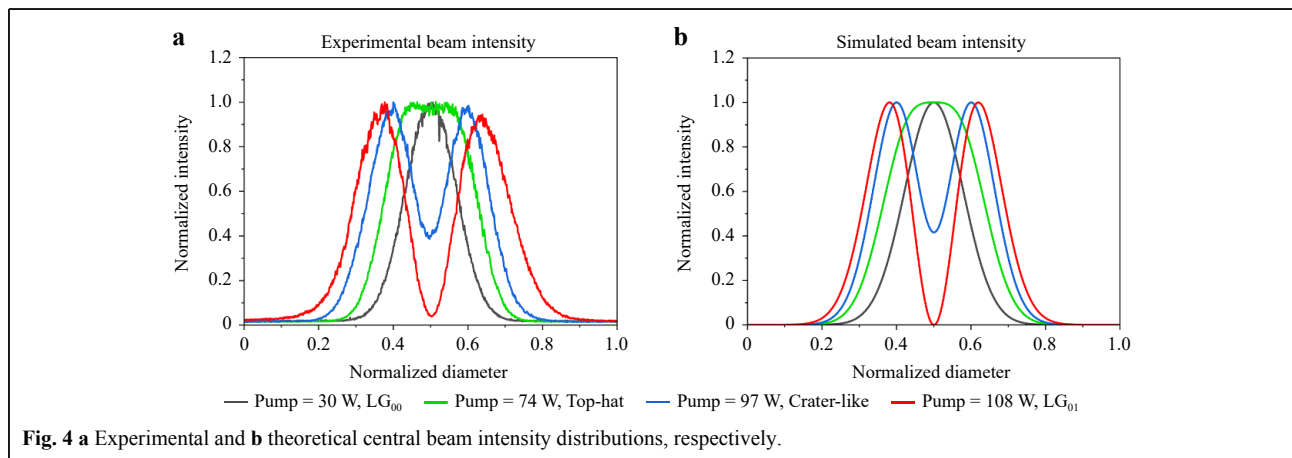 a
Experimental beam intensity
Normalized intensity
1.2
1.0
0.8
0.6
0.4
0.2
0
0 0.2 0.4 0.6 0.8 1.0
Normalized diameter
b
Simulated beam intensity
Normalized intensity
1.2
1.0
0.8
0.6
0.4
0.2
0
0 0.2 0.4 0.6 0.8 1.0
Normalized diameter
Pump = 30 W, LG₀₀ Pump = 74 W, Top-hat Pump = 97 W, Crater-like Pump = 108 W, LG₀₁
Fig. 4 a Experimental and b theoretical central beam intensity distributions, respectively.